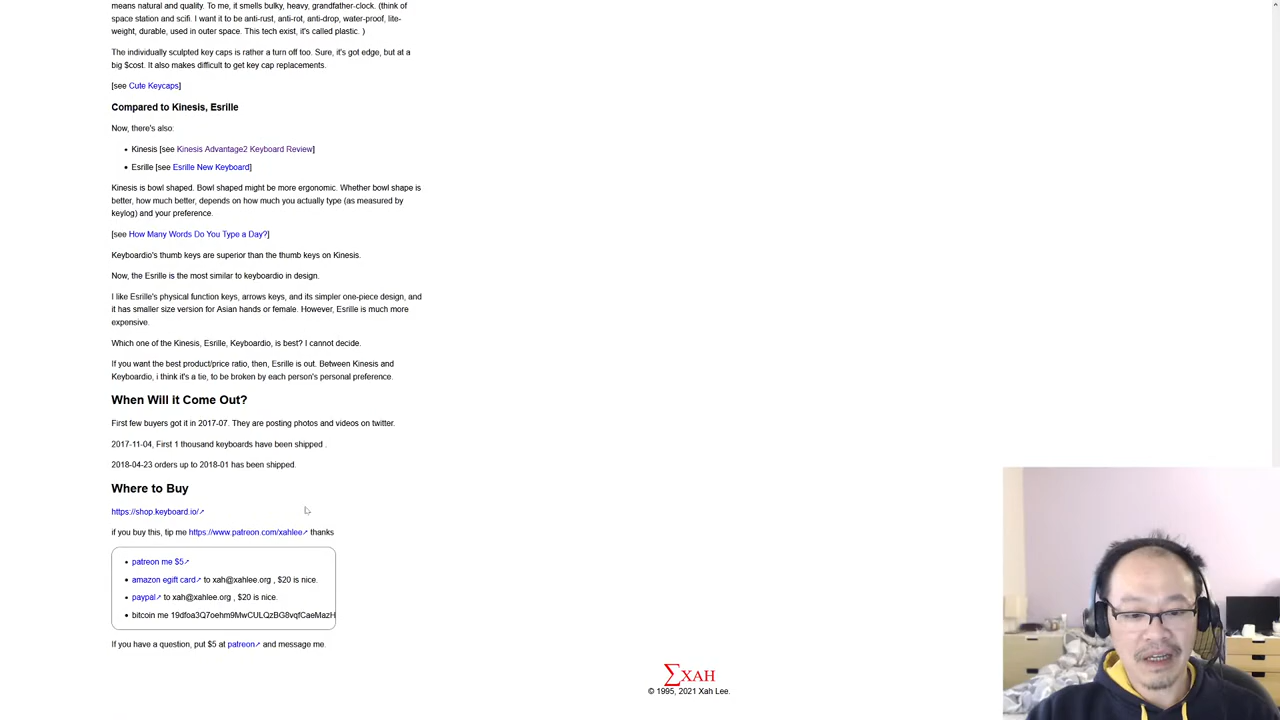 means natural and quality. To me, it smells bulky, heavy, grandfather-clock. (think of
space station and scifi. I want it to be anti-rust, anti-rot, anti-drop, water-proof, lite-
weight, durable, used in outer space. This tech exist, it's called plastic. )
The individually sculpted key caps is rather a turn off too. Sure, it's got edge, but at a
big $cost. It also makes difficult to get key cap replacements.
[see Cute Keycaps]
Compared to Kinesis, Esrille
Now, there's also:
• Kinesis [see Kinesis Advantage2 Keyboard Review]
• Esrille [see Esrille New Keyboard]
Kinesis is bowl shaped. Bowl shaped might be more ergonomic. Whether bowl shape is
better, how much better, depends on how much you actually type (as measured by
keylog) and your preference.
[see How Many Words Do You Type a Day?]
Keyboardio's thumb keys are superior than the thumb keys on Kinesis.
Now, the Esrille is the most similar to keyboardio in design.
I like Esrille's physical function keys, arrows keys, and its simpler one-piece design, and
it has smaller size version for Asian hands or female. However, Esrille is much more
expensive.
Which one of the Kinesis, Esrille, Keyboardio, is best? I cannot decide.
If you want the best product/price ratio, then, Esrille is out. Between Kinesis and
Keyboardio, i think it's a tie, to be broken by each person's personal preference.
When Will it Come Out?
First few buyers got it in 2017-07. They are posting photos and videos on twitter.
2017-11-04, First 1 thousand keyboards have been shipped .
2018-04-23 orders up to 2018-01 has been shipped.
Where to Buy
https://shop.keyboard.io/↗
if you buy this, tip me https://www.patreon.com/xahlee↗ thanks
• patreon me $5↗
• amazon egift card↗ to xah@xahlee.org , $20 is nice.
• paypal↗ to xah@xahlee.org , $20 is nice.
• bitcoin me 19dfoa3Q7oehm9MwCULQzBG8vqfCaeMazH
If you have a question, put $5 at patreon↗ and message me.
∑XAH
© 1995, 2021 Xah Lee.